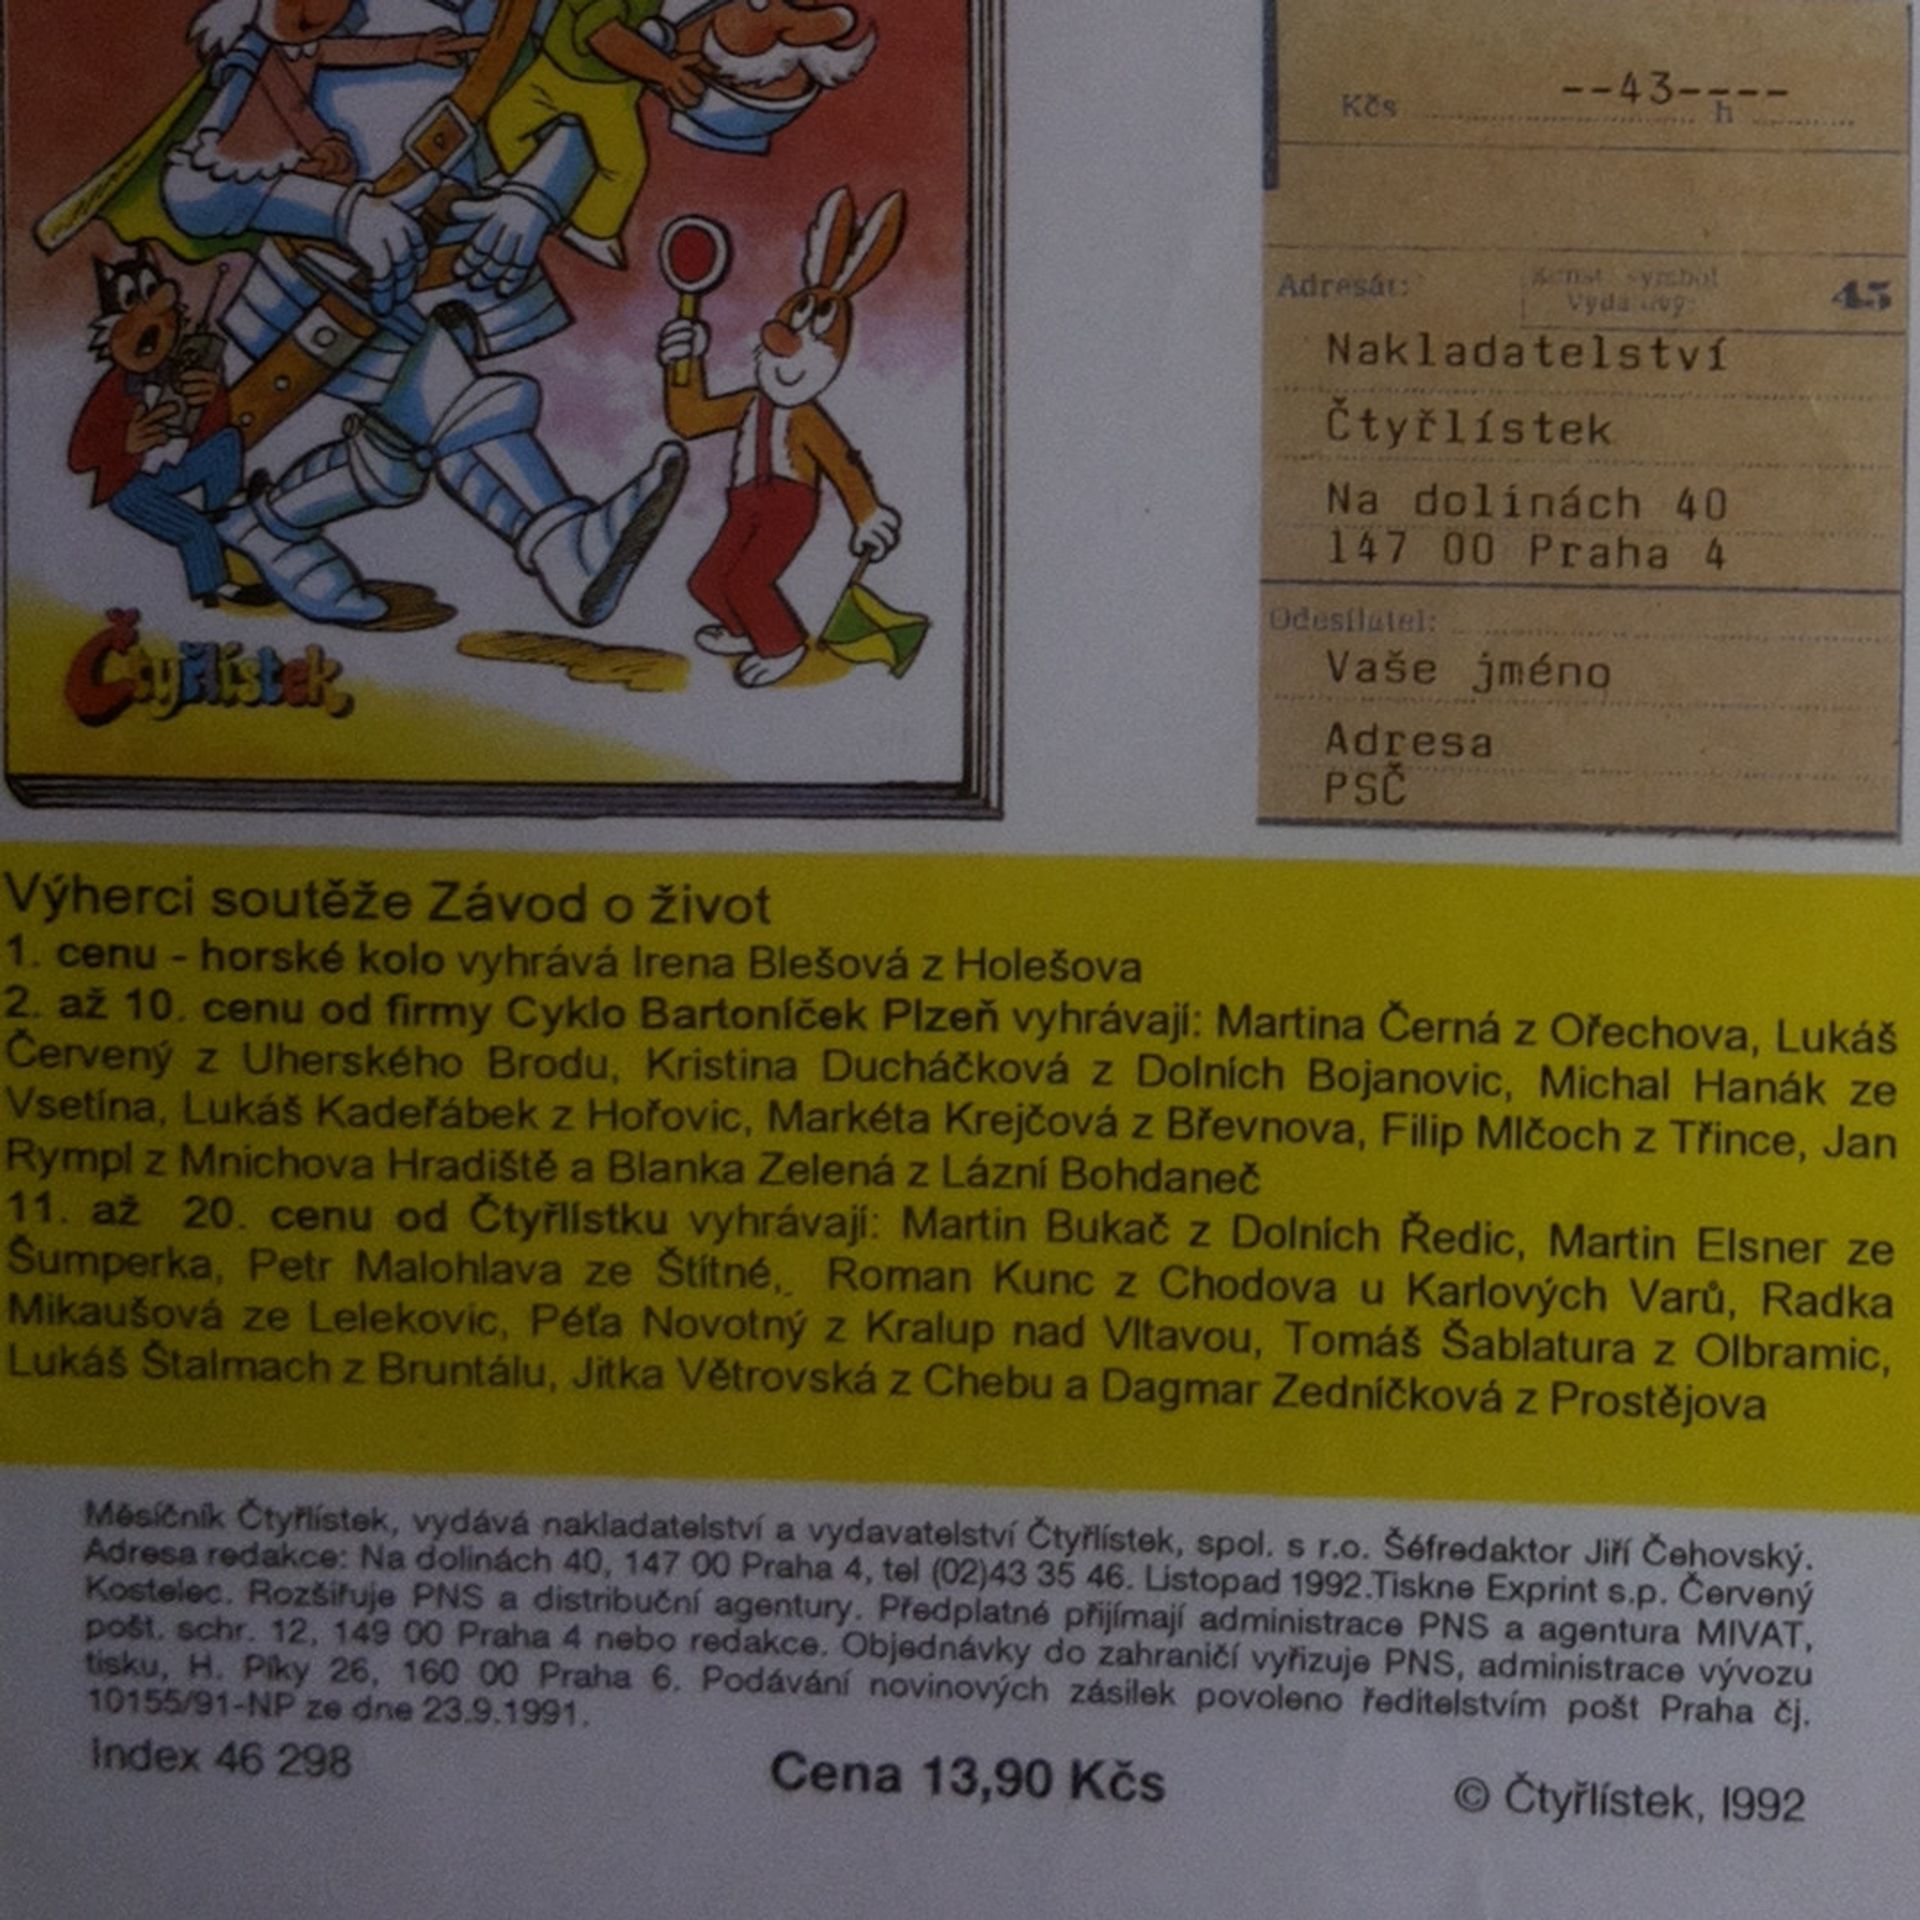 Čtyřlístek
Kčs --43---- h
Adresát: Konst. symbol 45
Nakladatelství
Čtyřlístek
Na dolinách 40
147 00 Praha 4
Odesílatel:
Vaše jméno
Adresa
PSČ
Výherci soutěže Závod o život
1. cenu - horské kolo vyhrává Irena Blešová z Holešova
2. až 10. cenu od firmy Cyklo Bartoníček Plzeň vyhrávají: Martina Černá z Ořechova, Lukáš
Červený z Uherského Brodu, Kristina Ducháčková z Dolních Bojanovic, Michal Hanák ze
Vsetína, Lukáš Kadeřábek z Hořovic, Markéta Krejčová z Břevnova, Filip Mlčoch z Třince, Jan
Rympl z Mnichova Hradiště a Blanka Zelená z Lázní Bohdaneč
11. až 20. cenu od Čtyřlístku vyhrávají: Martin Bukač z Dolních Ředic, Martin Elsner ze
Šumperka, Petr Malohlava ze Štítné, Roman Kunc z Chodova u Karlových Varů, Radka
Mikaušová ze Lelekovic, Péťa Novotný z Kralup nad Vltavou, Tomáš Šablatura z Olbramic,
Lukáš Štalmach z Bruntálu, Jitka Větrovská z Chebu a Dagmar Zedníčková z Prostějova
Měsíčník Čtyřlístek, vydává nakladatelství a vydavatelství Čtyřlístek, spol. s r.o. Šéfredaktor Jiří Čehovský.
Adresa redakce: Na dolinách 40, 147 00 Praha 4, tel (02)43 35 46. Listopad 1992.Tiskne Exprint s.p. Červený
Kostelec. Rozšiřuje PNS a distribuční agentury. Předplatné přijímají administrace PNS a agentura MIVAT,
pošt. schr. 12, 149 00 Praha 4 nebo redakce. Objednávky do zahraničí vyřizuje PNS, administrace vývozu
tisku, H. Píky 26, 160 00 Praha 6. Podávání novinových zásilek povoleno ředitelstvím pošt Praha čj.
10155/91-NP ze dne 23.9.1991.
Index 46 298
Cena 13,90 Kčs
© Čtyřlístek, I992